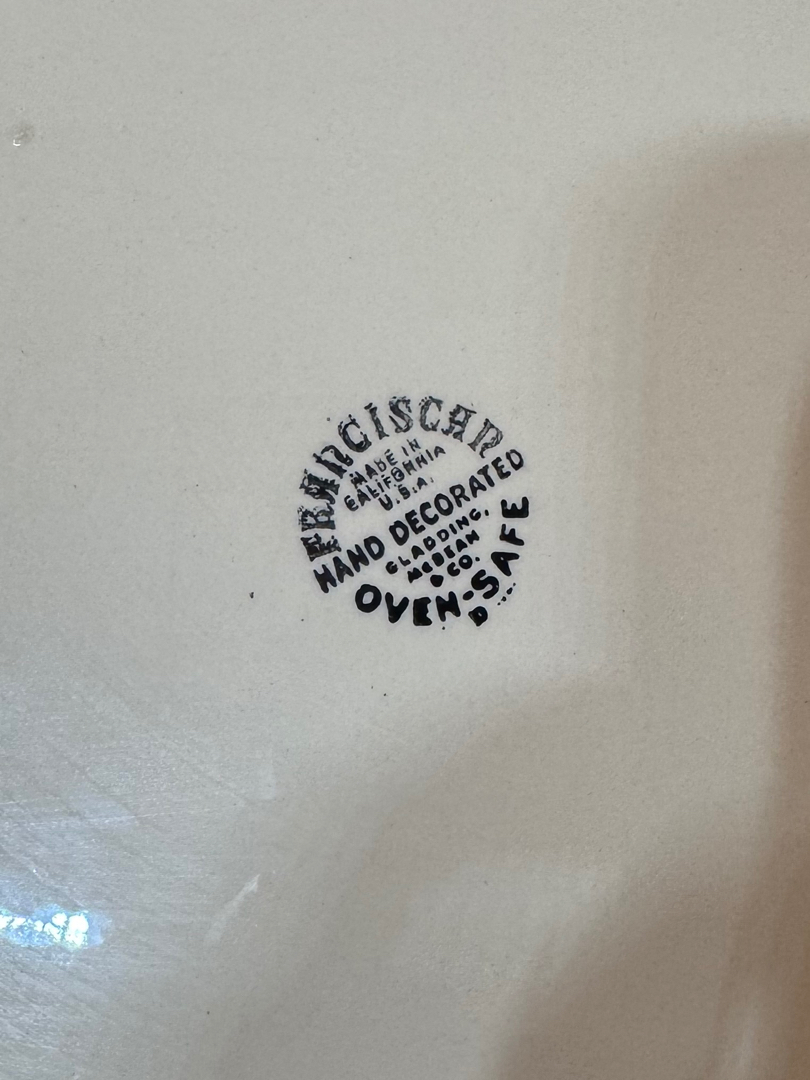 FRANCISCAN
MADE IN
CALIFORNIA
U.S.A.
HAND DECORATED
GLADDING,
McBEAN
& CO.
OVEN-SAFE
D